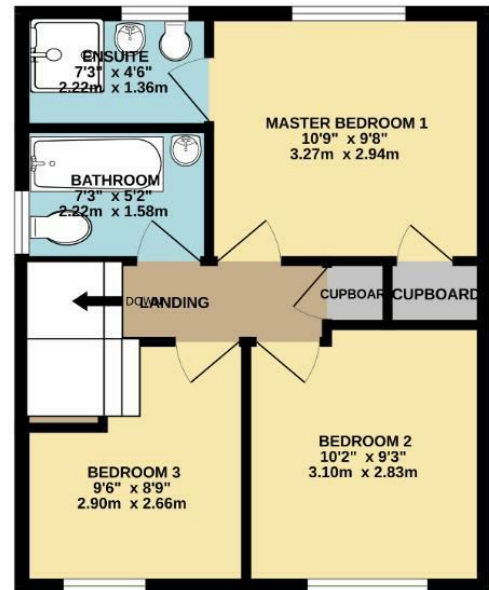 ENSUITE
7'3" x 4'6"
2.22m x 1.36m
MASTER BEDROOM 1
10'9" x 9'8"
3.27m x 2.94m
BATHROOM
7'3" x 5'2"
2.22m x 1.58m
DOWN
LANDING
CUPBOARD
CUPBOARD
BEDROOM 3
9'6" x 8'9"
2.90m x 2.66m
BEDROOM 2
10'2" x 9'3"
3.10m x 2.83m